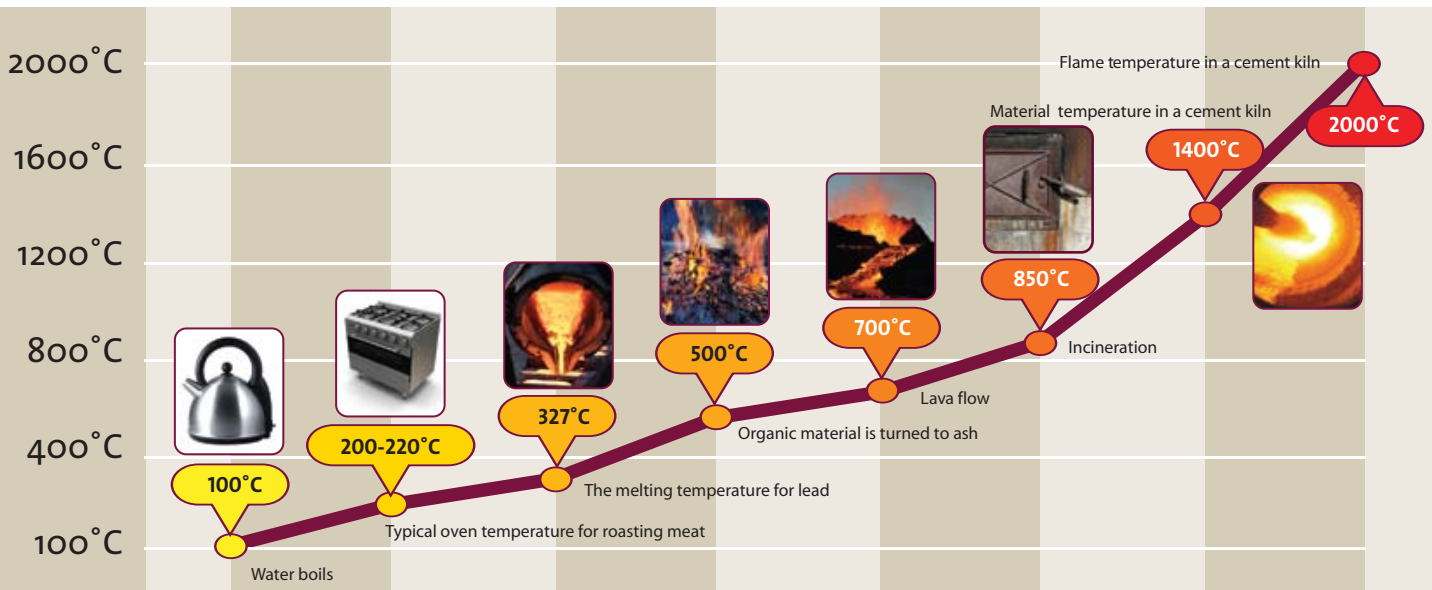 2000°C
1600°C
1200°C
800°C
400°C
100°C
100°C
Water boils
200-220°C
Typical oven temperature for roasting meat
327°C
The melting temperature for lead
500°C
Organic material is turned to ash
700°C
Lava flow
850°C
Incineration
Material temperature in a cement kiln
1400°C
Flame temperature in a cement kiln
2000°C